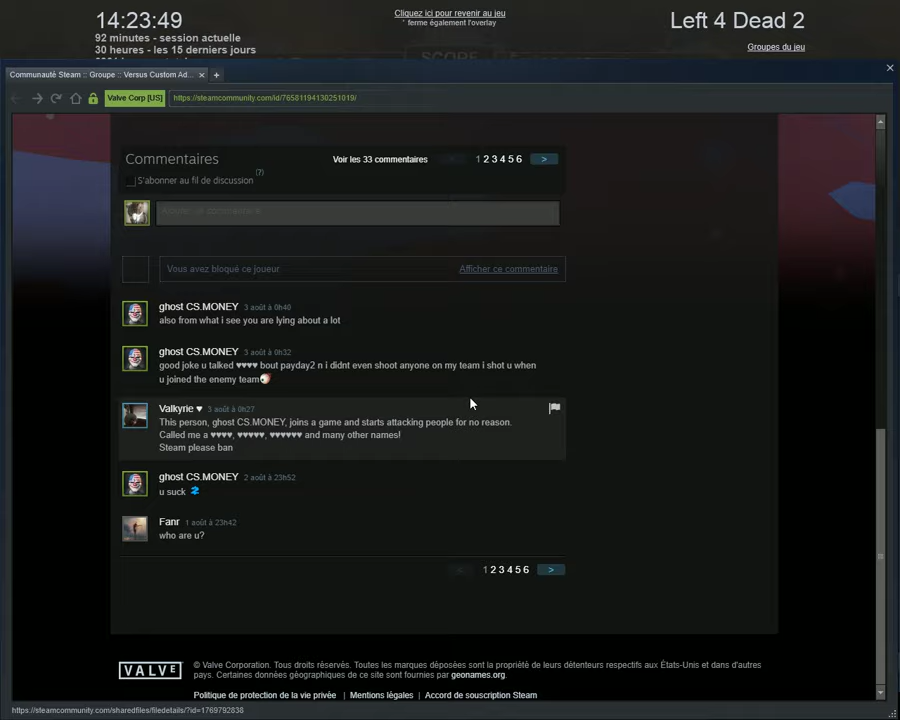 14:23:49
92 minutes - session actuelle
30 heures - les 15 derniers jours
Cliquez ici pour revenir au jeu
* ferme également l'overlay
Left 4 Dead 2
Groupes du jeu
SCORE
Communauté Steam :: Groupe :: Versus Custom Ad...
Valve Corp [US]
https://steamcommunity.com/id/76581194130251019/
Commentaires
Voir les 33 commentaires
1 2 3 4 5 6 >
S'abonner au fil de discussion (?)
Ajouter un commentaire
Vous avez bloqué ce joueur
Afficher ce commentaire
ghost CS.MONEY 3 août à 0h40
also from what i see you are lying about a lot
ghost CS.MONEY 3 août à 0h32
good joke u talked ♥♥♥♥ bout payday2 n i didnt even shoot anyone on my team i shot u when
u joined the enemy team
Valkyrie ♥ 3 août à 0h27
This person, ghost CS.MONEY, joins a game and starts attacking people for no reason.
Called me a ♥♥♥♥, ♥♥♥♥♥, ♥♥♥♥♥♥ and many other names!
Steam please ban
ghost CS.MONEY 2 août à 23h52
u suck
Fanr 1 août à 23h42
who are u?
< 1 2 3 4 5 6 >
VALVE
© Valve Corporation. Tous droits réservés. Toutes les marques déposées sont la propriété de leurs détenteurs respectifs aux États-Unis et dans d'autres
pays. Certaines données géographiques de ce site sont fournies par geonames.org.
Politique de protection de la vie privée | Mentions légales | Accord de souscription Steam
https://steamcommunity.com/sharedfiles/filedetails/?id=1769792838